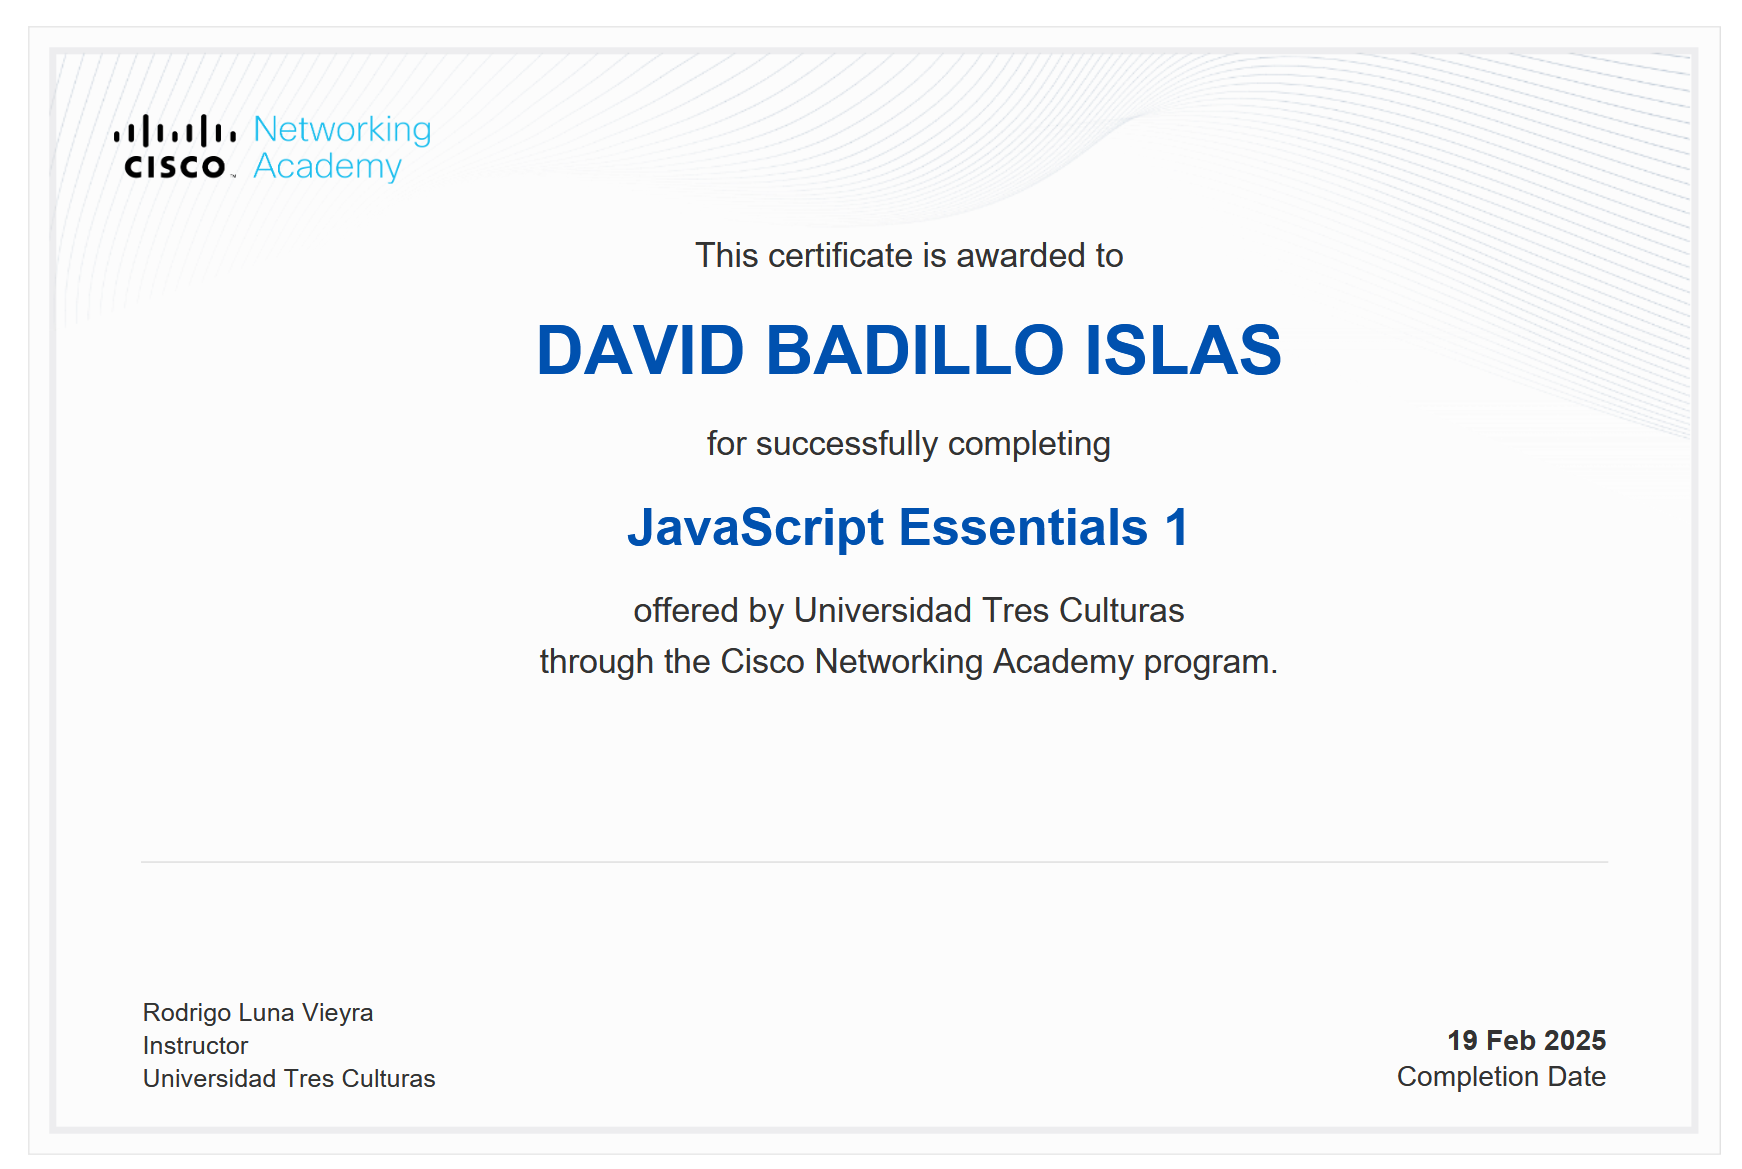 CISCO™ Networking
Academy
This certificate is awarded to
DAVID BADILLO ISLAS
for successfully completing
JavaScript Essentials 1
offered by Universidad Tres Culturas
through the Cisco Networking Academy program.
Rodrigo Luna Vieyra
Instructor
Universidad Tres Culturas
19 Feb 2025
Completion Date